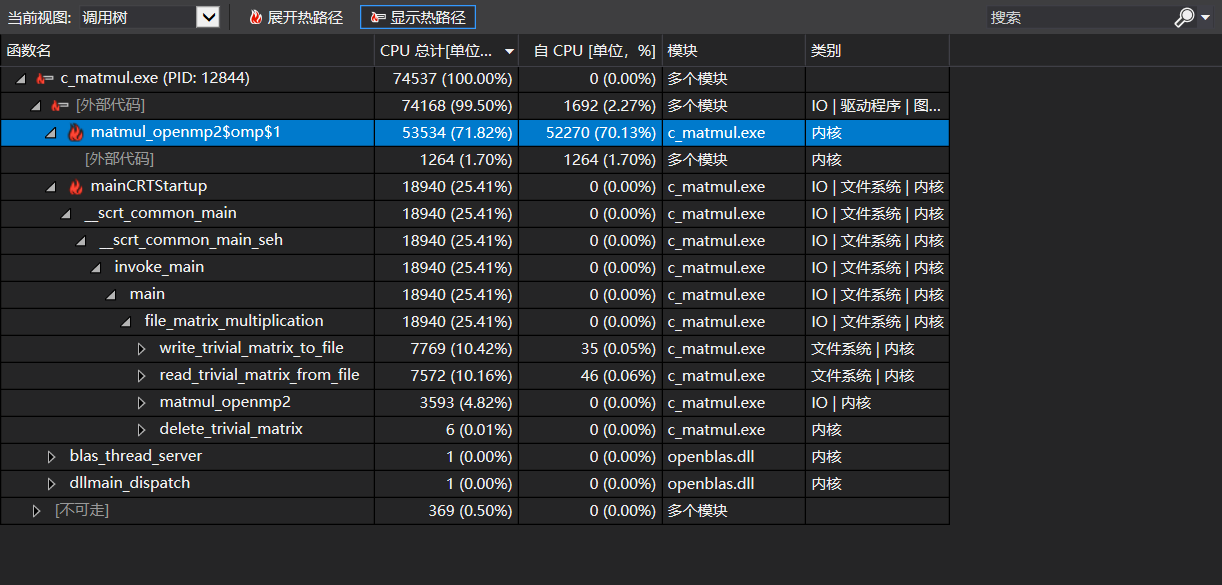 当前视图: 调用树 展开热路径 显示热路径 搜索
函数名 CPU 总计[单位... 自 CPU [单位, %] 模块 类别
c_matmul.exe (PID: 12844) 74537 (100.00%) 0 (0.00%) 多个模块
[外部代码] 74168 (99.50%) 1692 (2.27%) 多个模块 IO | 驱动程序 | 图...
matmul_openmp2$omp$1 53534 (71.82%) 52270 (70.13%) c_matmul.exe 内核
[外部代码] 1264 (1.70%) 1264 (1.70%) 多个模块 内核
mainCRTStartup 18940 (25.41%) 0 (0.00%) c_matmul.exe IO | 文件系统 | 内核
__scrt_common_main 18940 (25.41%) 0 (0.00%) c_matmul.exe IO | 文件系统 | 内核
__scrt_common_main_seh 18940 (25.41%) 0 (0.00%) c_matmul.exe IO | 文件系统 | 内核
invoke_main 18940 (25.41%) 0 (0.00%) c_matmul.exe IO | 文件系统 | 内核
main 18940 (25.41%) 0 (0.00%) c_matmul.exe IO | 文件系统 | 内核
file_matrix_multiplication 18940 (25.41%) 0 (0.00%) c_matmul.exe IO | 文件系统 | 内核
write_trivial_matrix_to_file 7769 (10.42%) 35 (0.05%) c_matmul.exe 文件系统 | 内核
read_trivial_matrix_from_file 7572 (10.16%) 46 (0.06%) c_matmul.exe 文件系统 | 内核
matmul_openmp2 3593 (4.82%) 0 (0.00%) c_matmul.exe IO | 内核
delete_trivial_matrix 6 (0.01%) 0 (0.00%) c_matmul.exe 内核
blas_thread_server 1 (0.00%) 0 (0.00%) openblas.dll 内核
dllmain_dispatch 1 (0.00%) 0 (0.00%) openblas.dll 内核
[不可走] 369 (0.50%) 0 (0.00%) 多个模块